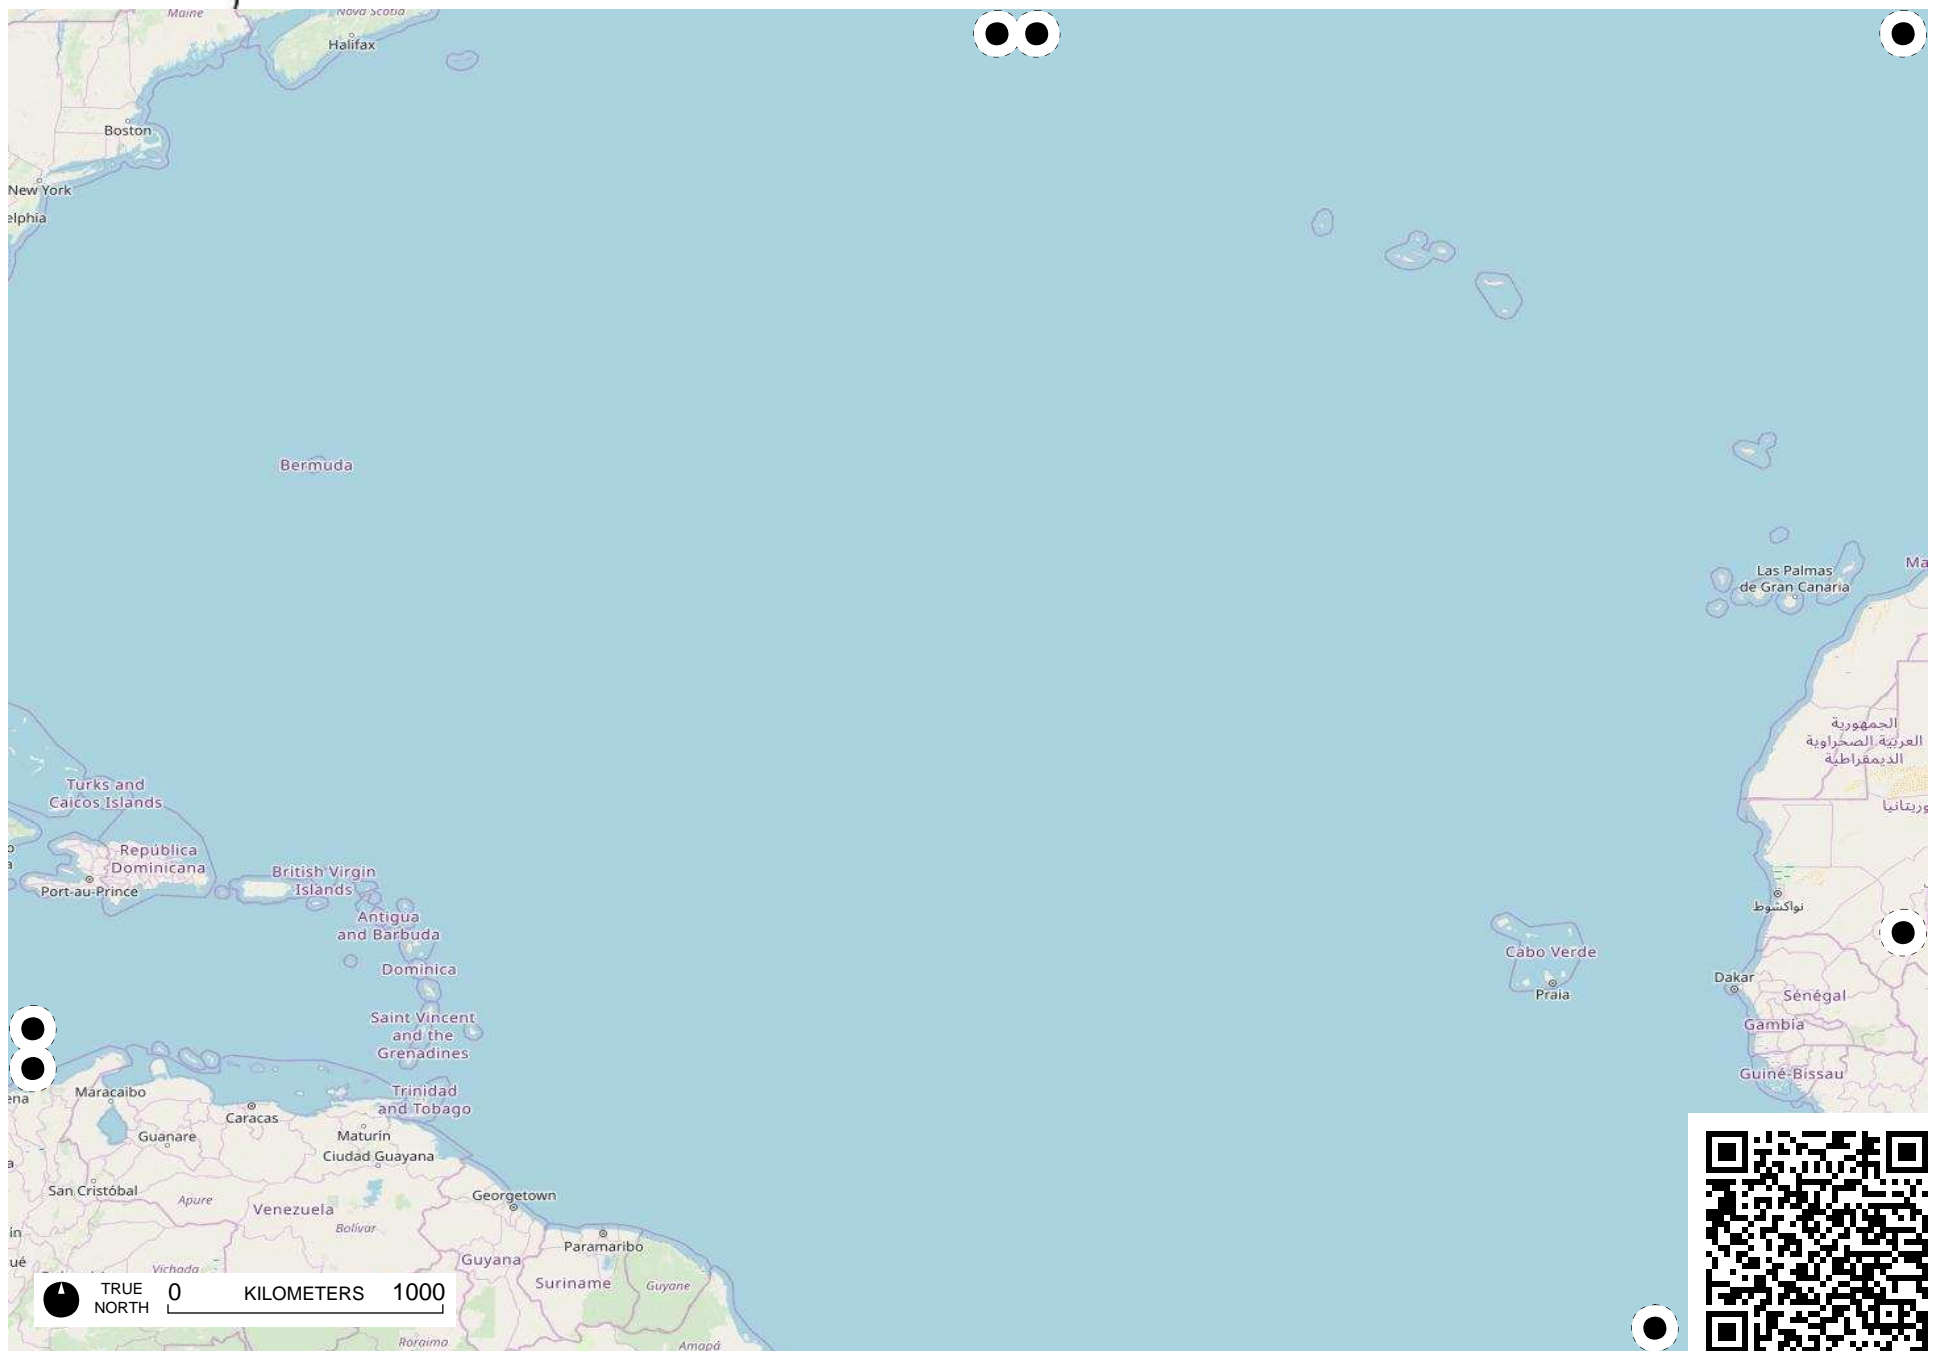 Maine
Nova Scotia
Halifax
Boston
New York
elphia
Bermuda
Las Palmas
de Gran Canaria
Ma
الجمهورية
العربية الصحراوية
الديمقراطية
وريتانيا
نواكشوط
Turks and
Caicos Islands
República
Dominicana
Port-au-Prince
British Virgin
Islands
Antigua
and Barbuda
Dominica
Saint Vincent
and the
Grenadines
Trinidad
and Tobago
Cabo Verde
Praia
Dakar
Sénégal
Gambia
Guiné-Bissau
ena
Maracaibo
Caracas
Guanare
Maturín
Ciudad Guayana
San Cristóbal
Apure
Venezuela
Bolívar
Georgetown
Paramaribo
Guyana
Suriname
Guyane
ín
ué
Vichada
Roraima
Amapá
TRUE
NORTH
0 KILOMETERS 1000